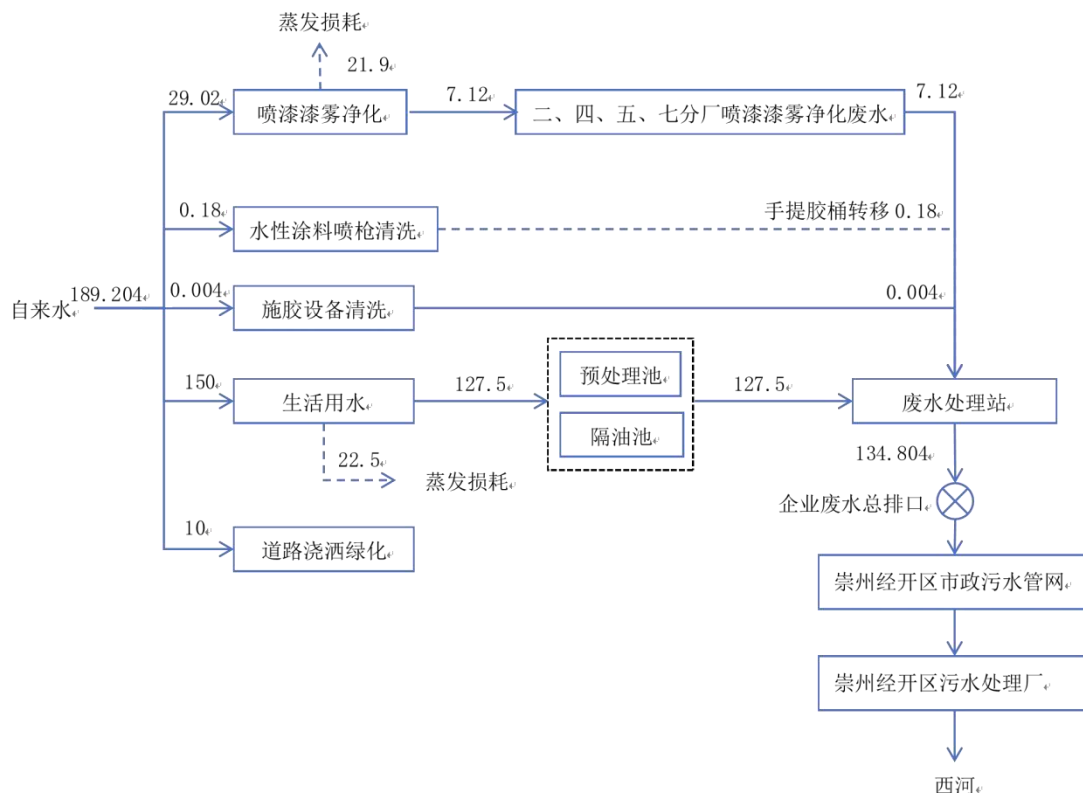 蒸发损耗
21.9
29.02
喷漆漆雾净化
7.12
二、四、五、七分厂喷漆漆雾净化废水
7.12
0.18
水性涂料喷枪清洗
手提胶桶转移 0.18
自来水
189.204
0.004
施胶设备清洗
0.004
150
生活用水
127.5
预处理池
隔油池
127.5
废水处理站
22.5
蒸发损耗
134.804
企业废水总排口
10
道路浇洒绿化
崇州经开区市政污水管网
崇州经开区污水处理厂
西河